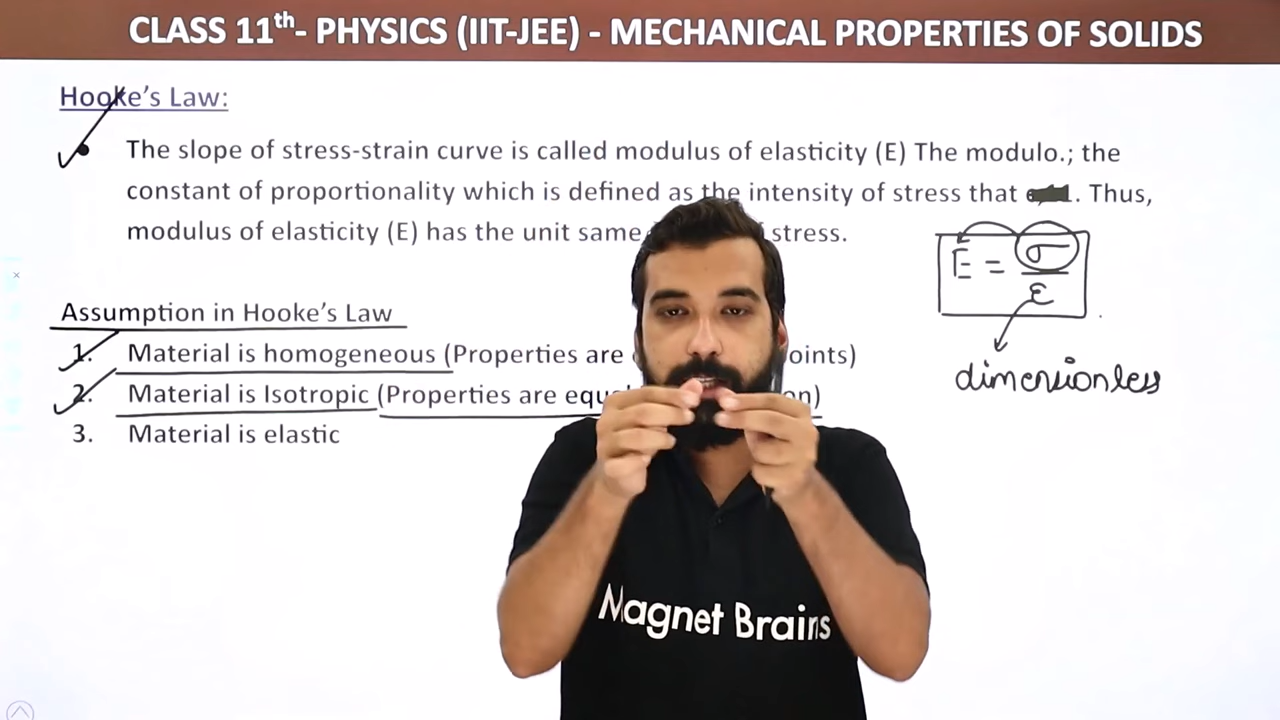 CLASS 11th- PHYSICS (IIT-JEE) - MECHANICAL PROPERTIES OF SOLIDS
Hooke's Law:
• The slope of stress-strain curve is called modulus of elasticity (E) The modulo.; the
constant of proportionality which is defined as the intensity of stress that . Thus,
modulus of elasticity (E) has the unit same stress.
E = σ/ε
dimensionless
Assumption in Hooke's Law
1. Material is homogeneous (Properties are
2. Material is Isotropic (Properties are
3. Material is elastic
Magnet Brains